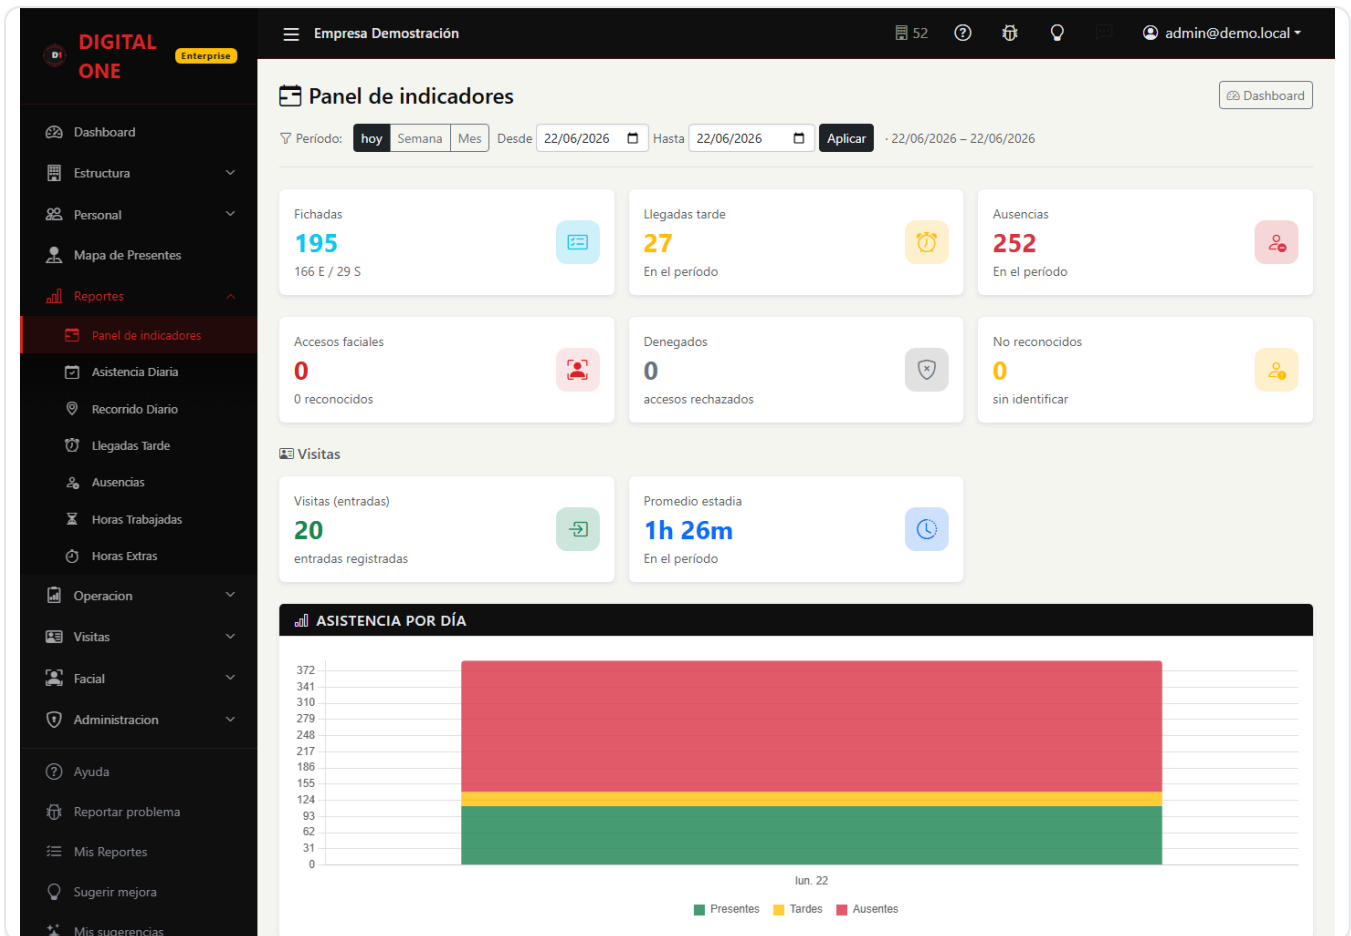 DIGITAL ONE
Enterprise
Empresa Demostración
52
admin@demo.local
Dashboard
Estructura
Personal
Mapa de Presentes
Reportes
Panel de indicadores
Asistencia Diaria
Recorrido Diario
Llegadas Tarde
Ausencias
Horas Trabajadas
Horas Extras
Operacion
Visitas
Facial
Administracion
Ayuda
Reportar problema
Mis Reportes
Sugerir mejora
Mis sugerencias
Panel de indicadores
Dashboard
Período: hoy Semana Mes Desde 22/06/2026 Hasta 22/06/2026 Aplicar · 22/06/2026 – 22/06/2026
Fichadas
195
166 E / 29 S
Llegadas tarde
27
En el período
Ausencias
252
En el período
Accesos faciales
0
0 reconocidos
Denegados
0
accesos rechazados
No reconocidos
0
sin identificar
Visitas
Visitas (entradas)
20
entradas registradas
Promedio estadia
1h 26m
En el período
ASISTENCIA POR DÍA
372
341
310
279
248
217
186
155
124
93
62
31
0
lun. 22
Presentes Tardes Ausentes